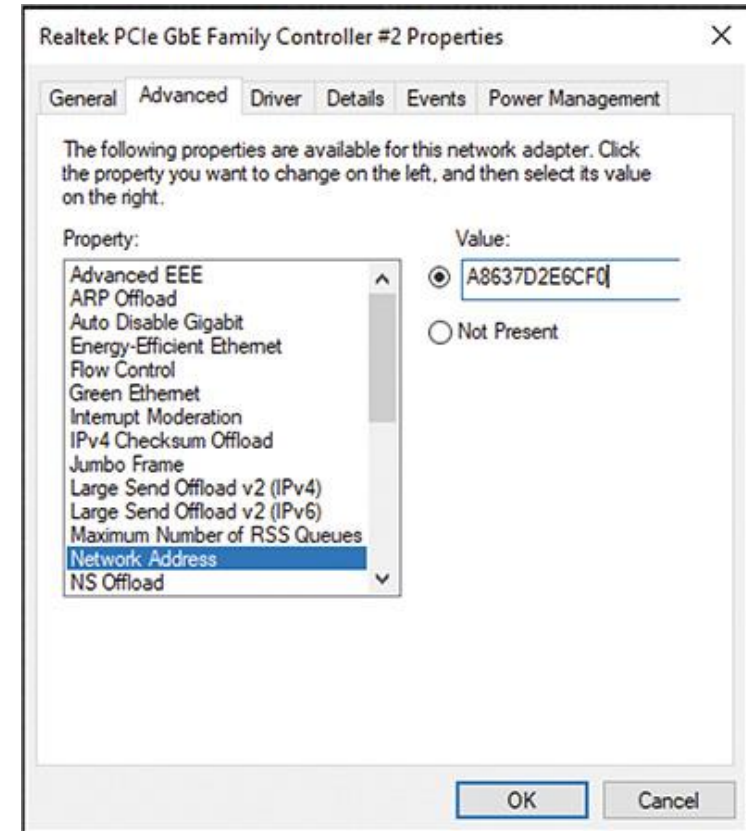 Realtek PCIe GbE Family Controller #2 Properties
General Advanced Driver Details Events Power Management
The following properties are available for this network adapter. Click
the property you want to change on the left, and then select its value
on the right.
Property:
Value:
Advanced EEE
ARP Offload
Auto Disable Gigabit
Energy-Efficient Ethernet
Flow Control
Green Ethernet
Interrupt Moderation
IPv4 Checksum Offload
Jumbo Frame
Large Send Offload v2 (IPv4)
Large Send Offload v2 (IPv6)
Maximum Number of RSS Queues
Network Address
NS Offload
A8637D2E6CF0
Not Present
OK
Cancel